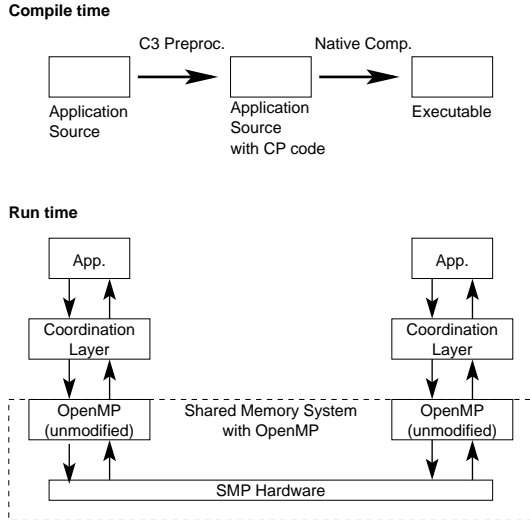 Compile time
C3 Preproc.
Native Comp.
Application
Source
Application
Source
with CP code
Executable
Run time
App.
App.
Coordination
Layer
Coordination
Layer
OpenMP
(unmodified)
Shared Memory System
with OpenMP
OpenMP
(unmodified)
SMP Hardware